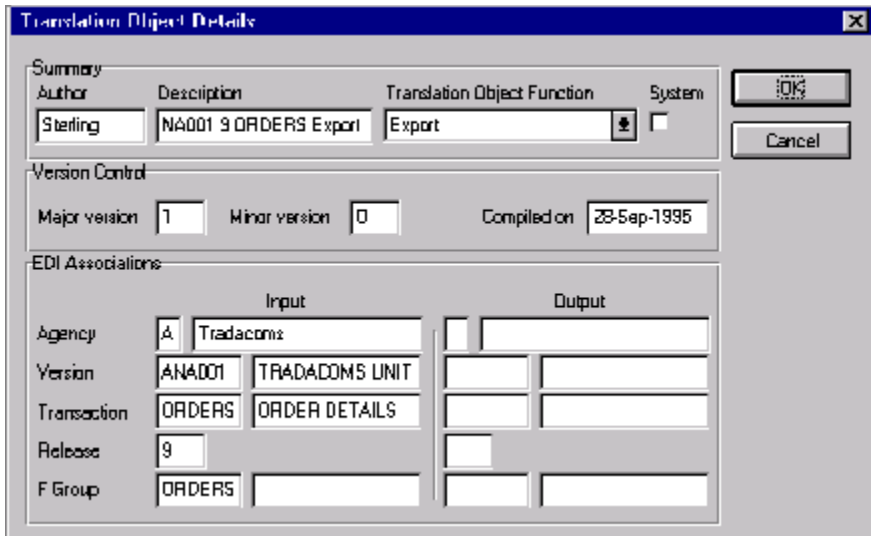 Translation Object Details
Summary
Author Description Translation Object Function System
Sterling NA001 9 ORDERS Export Export
OK
Cancel
Version Control
Major version 1 Minor version 0 Compiled on 28-Sep-1995
EDI Associations
Input Output
Agency A Tradacoms
Version ANA001 TRADACOMS UNIT
Transaction ORDERS ORDER DETAILS
Release 9
F Group ORDERS